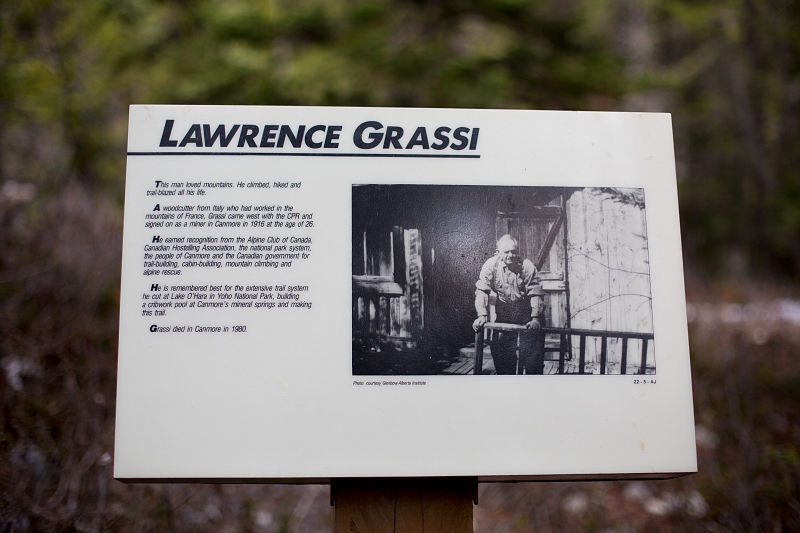 LAWRENCE GRASSI
This man loved mountains. He climbed, hiked and
trail-blazed all his life.
A woodcutter from Italy who had worked in the
mountains of France, Grassi came west with the CPR and
signed on as a miner in Canmore in 1916 at the age of 26.
He earned recognition from the Alpine Club of Canada,
Canadian Hostelling Association, the national park system,
the people of Canmore and the Canadian government for
trail-building, cabin-building, mountain climbing and
alpine rescue.
He is remembered best for the extensive trail system
he cut at Lake O'Hara in Yoho National Park, building
a cribwork pool at Canmore's mineral springs and making
this trail.
Grassi died in Canmore in 1980.
Photo: courtesy Glenbow-Alberta Institute
22 - 5 - AJ